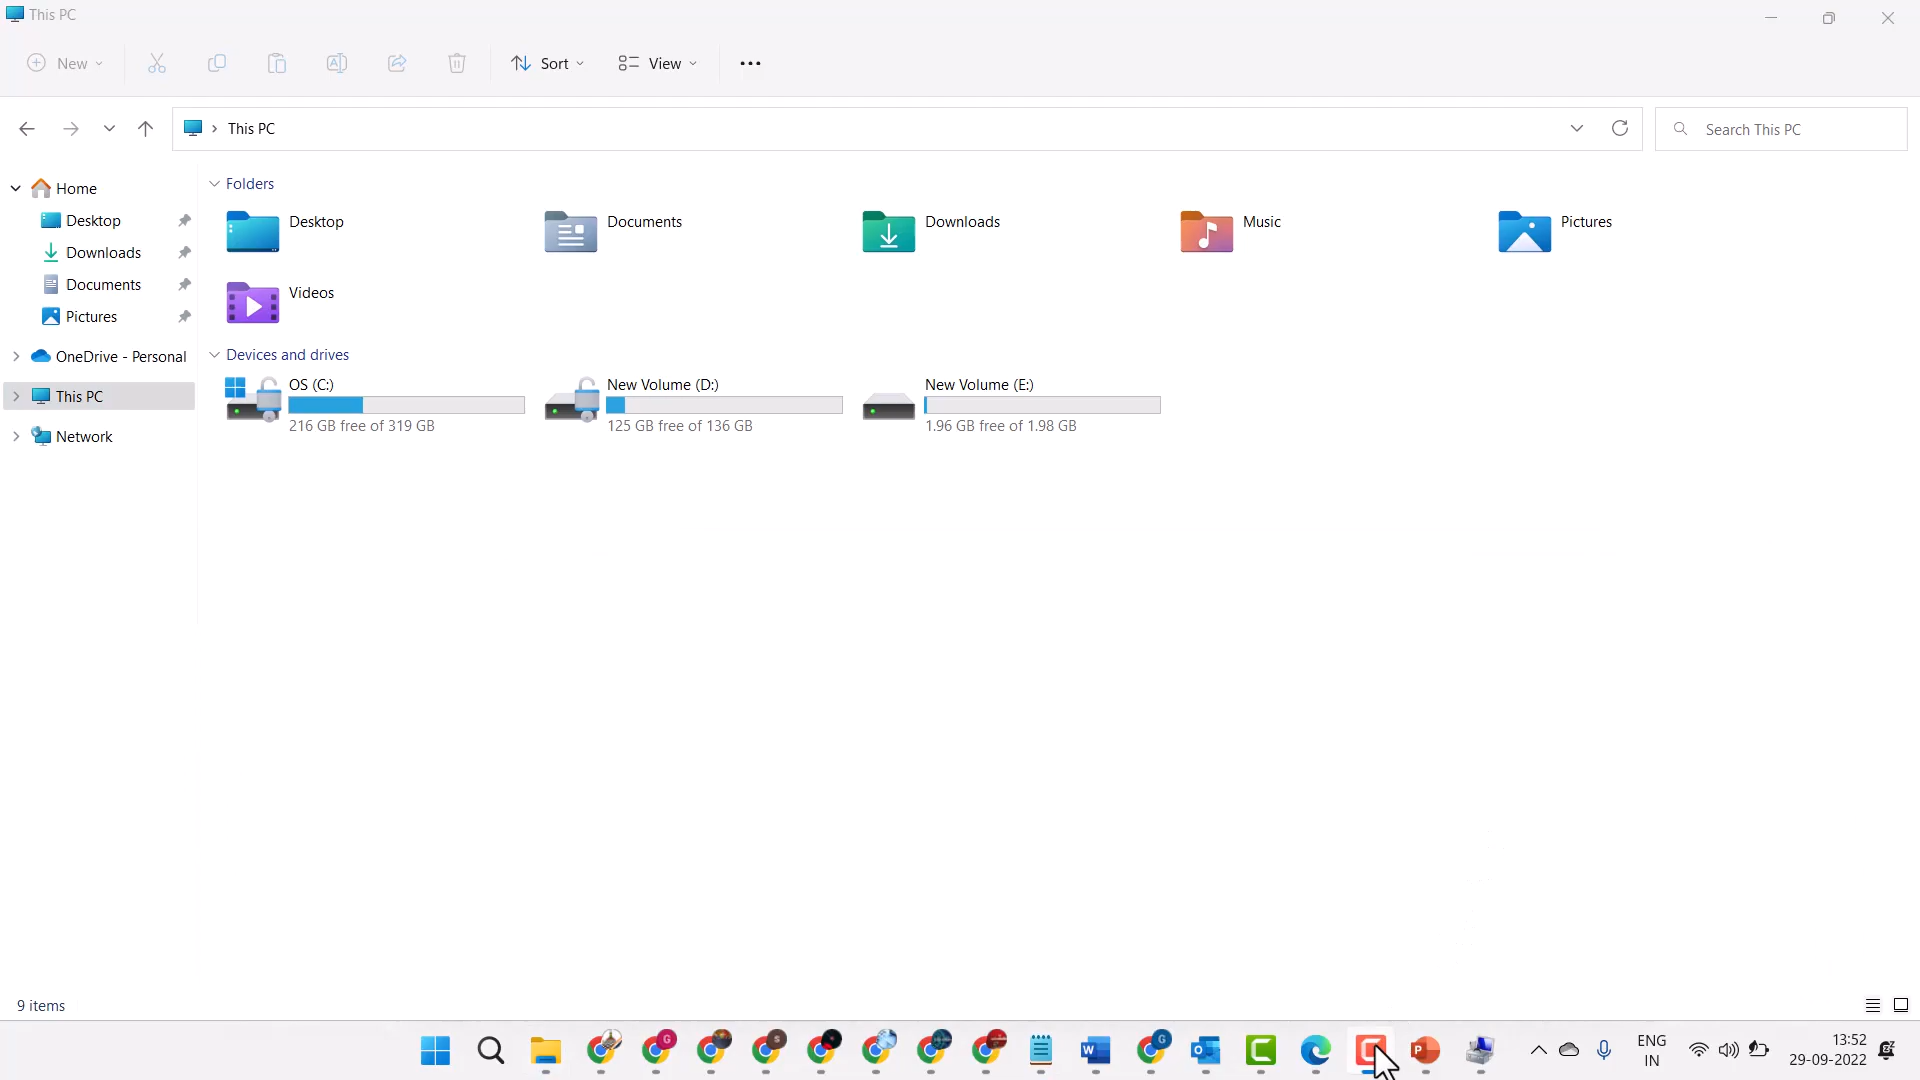 This PC
New
Sort
View
This PC
Search This PC
Home
Desktop
Downloads
Documents
Pictures
OneDrive - Personal
This PC
Network
Folders
Desktop
Documents
Downloads
Music
Pictures
Videos
Devices and drives
OS (C:)
216 GB free of 319 GB
New Volume (D:)
125 GB free of 136 GB
New Volume (E:)
1.96 GB free of 1.98 GB
9 items
ENG
IN
13:52
29-09-2022